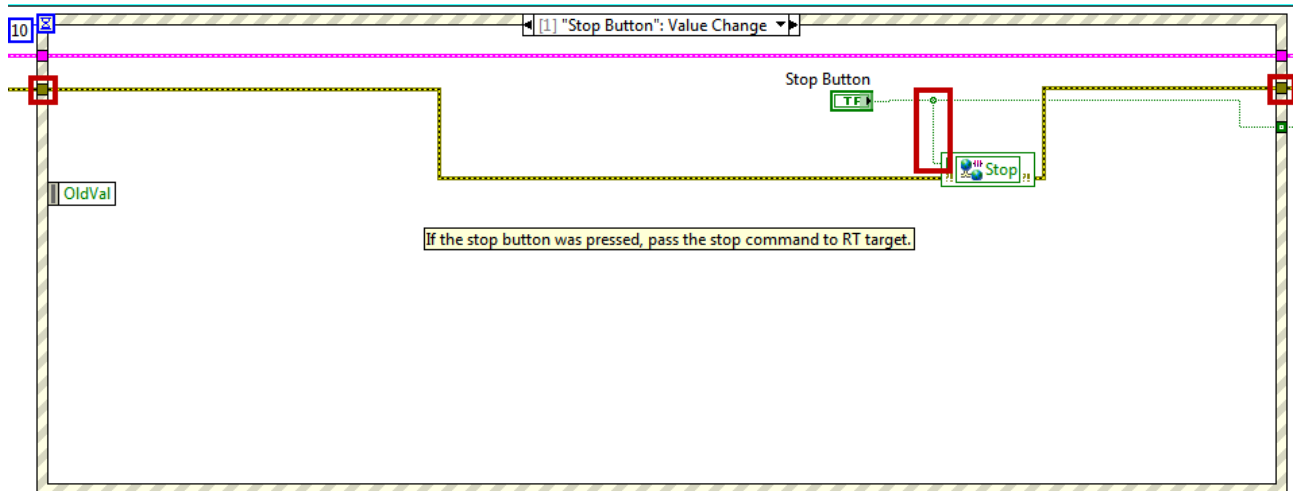 10
[1] "Stop Button": Value Change
Stop Button
TF
?! Stop ?!
OldVal
If the stop button was pressed, pass the stop command to RT target.